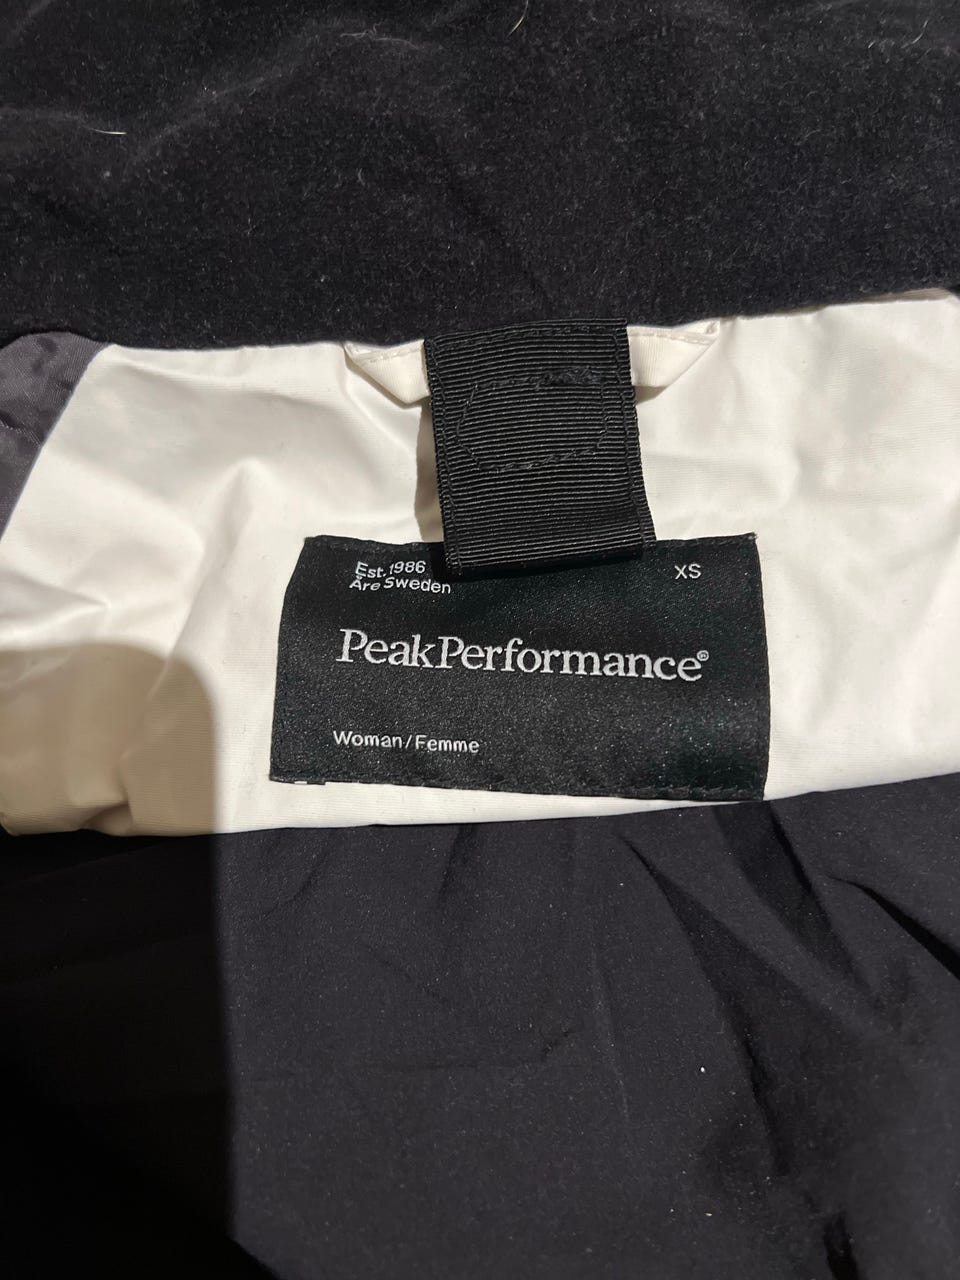 Est. 1986
Åre Sweden
XS
PeakPerformance®
Woman/Femme